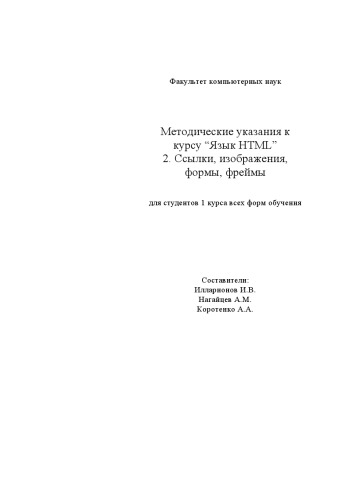 Факультет компьютерных наук
Методические указания к
курсу “Язык HTML”
2. Ссылки, изображения,
формы, фреймы
для студентов 1 курса всех форм обучения
Составители:
Илларионов И.В.
Нагайцев А.М.
Коротенко А.А.